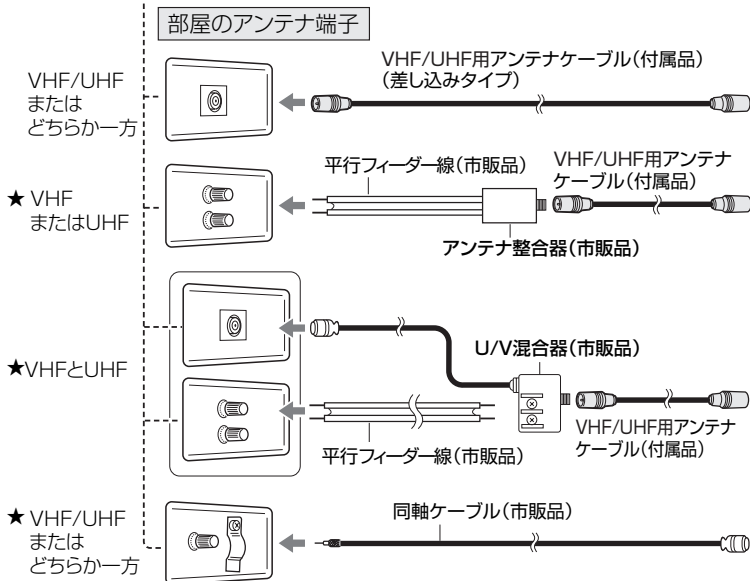 部屋のアンテナ端子
VHF/UHF
または
どちらか一方
VHF/UHF用アンテナケーブル（付属品）
（差し込みタイプ）
★ VHF
またはUHF
平行フィーダー線（市販品）
VHF/UHF用アンテナ
ケーブル（付属品）
アンテナ整合器（市販品）
★VHFとUHF
U/V混合器（市販品）
平行フィーダー線（市販品）
VHF/UHF用アンテナ
ケーブル（付属品）
★ VHF/UHF
または
どちらか一方
同軸ケーブル（市販品）